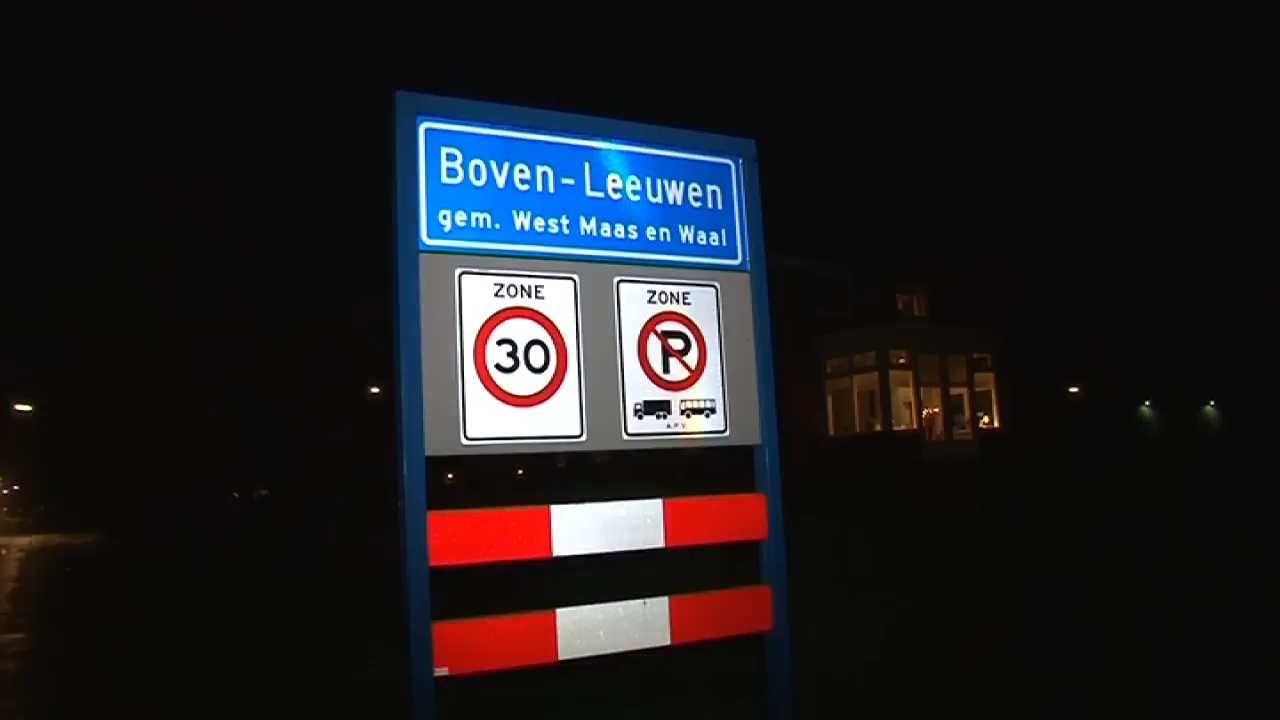 Boven-Leeuwen
gem. West Maas en Waal
ZONE
30
ZONE
P
A.P.V.